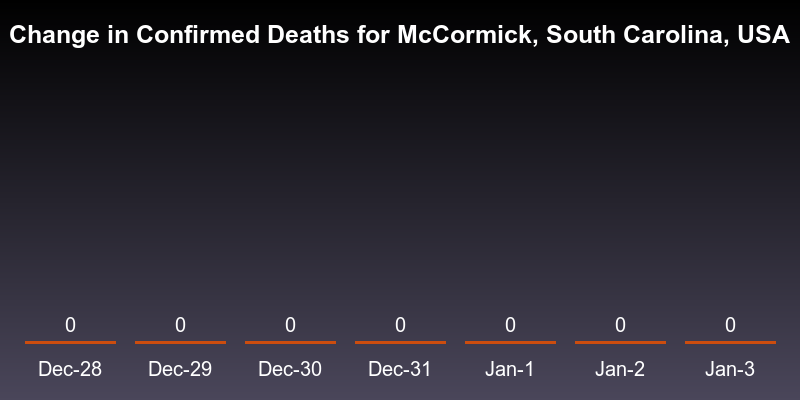 Change in Confirmed Deaths for McCormick, South Carolina, USA
0 0 0 0 0 0 0
Dec-28 Dec-29 Dec-30 Dec-31 Jan-1 Jan-2 Jan-3